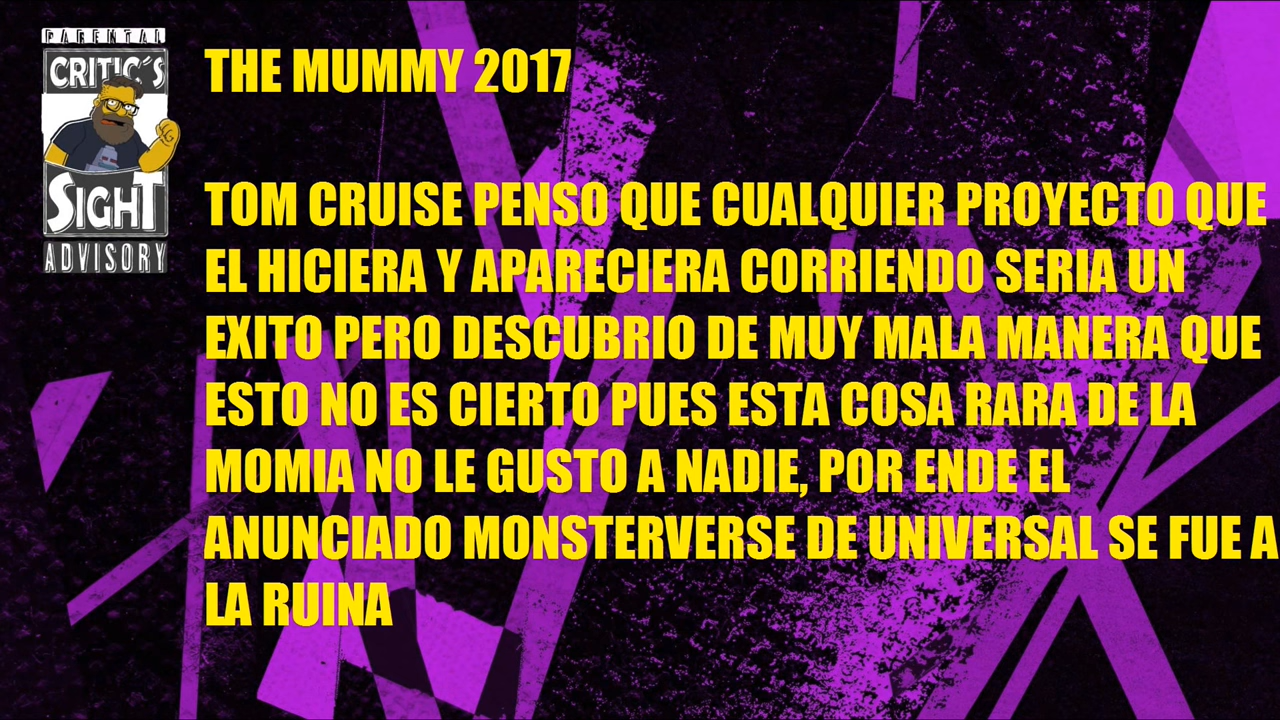 PARENTAL
CRITIC´S
SIGHT
ADVISORY
THE MUMMY 2017
TOM CRUISE PENSO QUE CUALQUIER PROYECTO QUE
EL HICIERA Y APARECIERA CORRIENDO SERIA UN
EXITO PERO DESCUBRIO DE MUY MALA MANERA QUE
ESTO NO ES CIERTO PUES ESTA COSA RARA DE LA
MOMIA NO LE GUSTO A NADIE, POR ENDE EL
ANUNCIADO MONSTERVERSE DE UNIVERSAL SE FUE A
LA RUINA